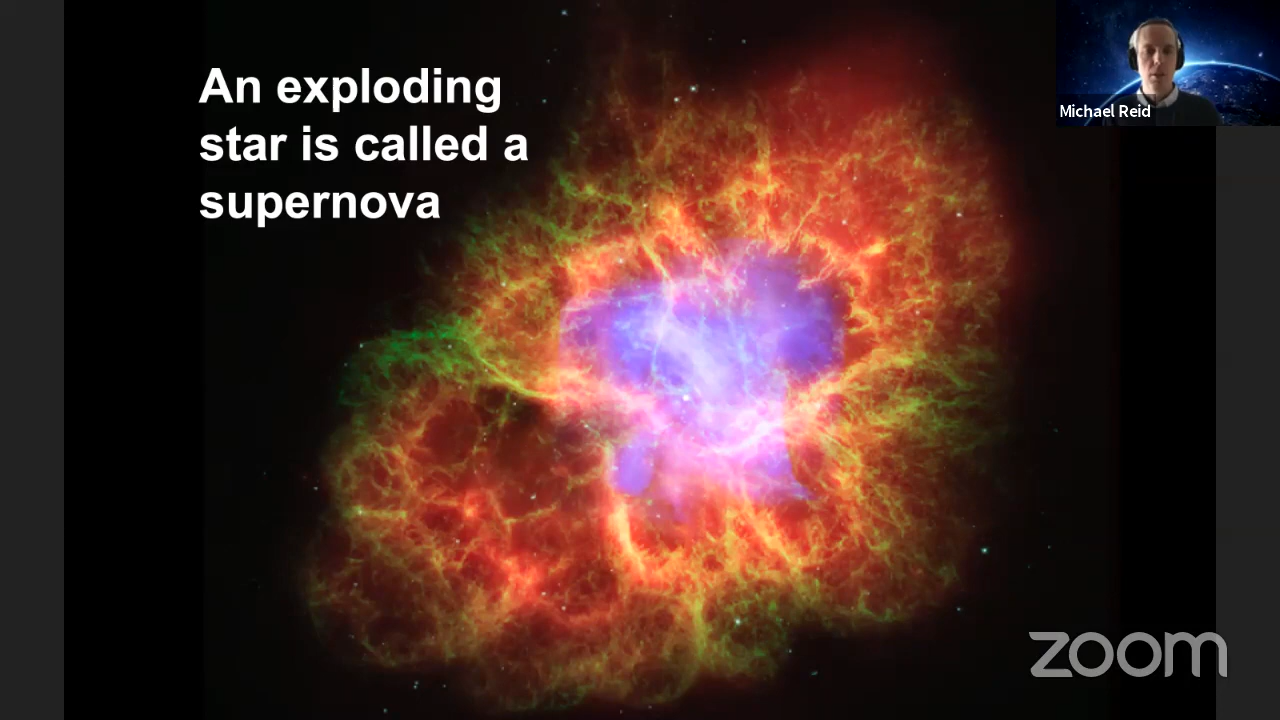 An exploding
star is called a
supernova
Michael Reid
zoom